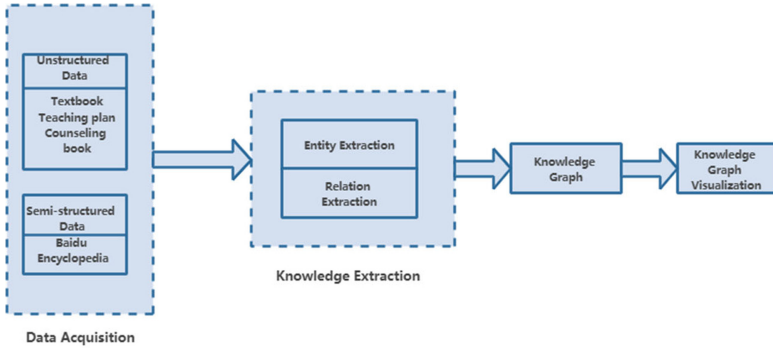 Unstructured
Data
Textbook
Teaching plan
Counseling
book
Semi-structured
Data
Baidu
Encyclopedia
Data Acquisition
Entity Extraction
Relation
Extraction
Knowledge Extraction
Knowledge
Graph
Knowledge
Graph
Visualization